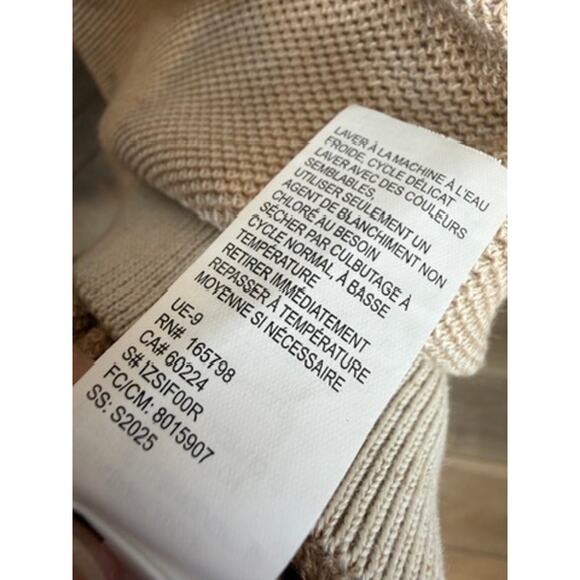 LAVER À LA MACHINE À L'EAU
FROIDE, CYCLE DELICAT
LAVER AVEC DES COULEURS
SEMBLABLES,
UTILISER SEULEMENT UN
AGENT DE BLANCHIMENT NON
CHLORÉ AU BESOIN
SÉCHER PAR CULBUTAGE À
CYCLE NORMAL, À BASSE
TEMPÉRATURE
RETIRER IMMÉDIATEMENT
REPASSER À TEMPÉRATURE
MOYENNE SI NÉCESSAIRE
UE-9
RN# 165798
CA# 60224
S# IZSIF00R
FC/CM: 8015907
SS: S2025